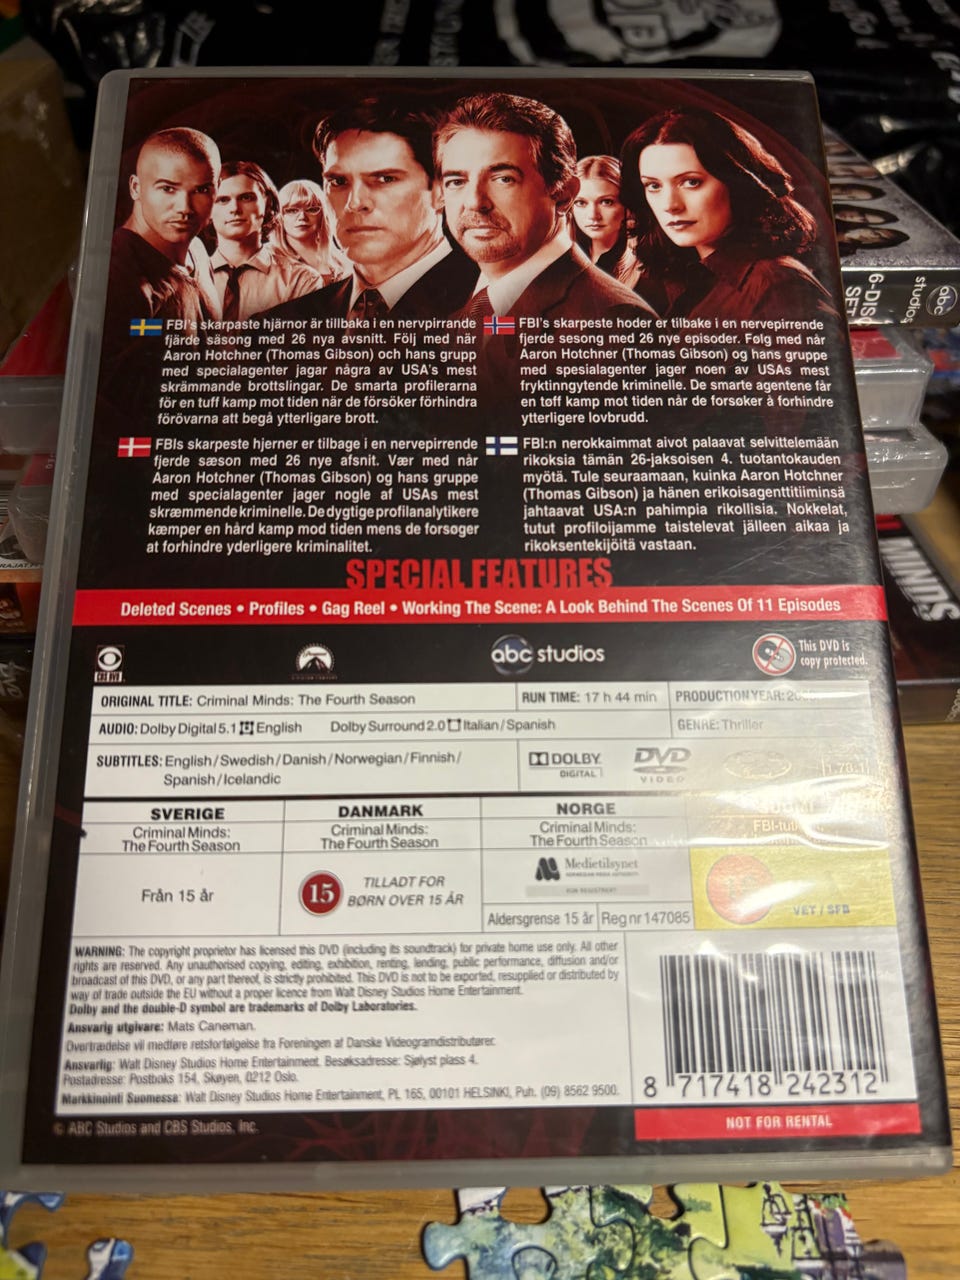 FBI's skarpaste hjärnor är tillbaka i en nervpirrande
fjärde säsong med 26 nya avsnitt. Följ med när
Aaron Hotchner (Thomas Gibson) och hans grupp
med specialagenter jagar några av USA's mest
skrämmande brottslingar. De smarta profilerarna
för en tuff kamp mot tiden när de försöker förhindra
förövarna att begå ytterligare brott.
FBI's skarpeste hoder er tilbake i en nervepirrende
fjerde sesong med 26 nye episoder. Følg med når
Aaron Hotchner (Thomas Gibson) og hans gruppe
med spesialagenter jager noen av USAs mest
fryktinngytende kriminelle. De smarte agentene får
en tøff kamp mot tiden når de forsøker å forhindre
ytterligere lovbrudd.
FBIs skarpeste hjerner er tilbage i en nervepirrende
fjerde sæson med 26 nye afsnit. Vær med når
Aaron Hotchner (Thomas Gibson) og hans gruppe
med specialagenter jager nogle af USAs mest
skræmmende kriminelle. De dygtige profilanalytikere
kæmper en hård kamp mod tiden mens de forsøger
at forhindre yderligere kriminalitet.
FBI:n nerokkaimmat aivot palaavat selvittelemään
rikoksia tämän 26-jaksoisen 4. tuotantokauden
myötä. Tule seuraamaan, kuinka Aaron Hotchner
(Thomas Gibson) ja hänen erikoisagenttitiiminsä
jahtaavat USA:n pahimpia rikollisia. Nokkelat,
tutut profiloijamme taistelevat jälleen aikaa ja
rikoksentekijöitä vastaan.
SPECIAL FEATURES
Deleted Scenes • Profiles • Gag Reel • Working The Scene: A Look Behind The Scenes Of 11 Episodes
CBS DVD
abc studios
This DVD is
copy protected.
ORIGINAL TITLE: Criminal Minds: The Fourth Season
RUN TIME: 17 h 44 min
PRODUCTION YEAR:
AUDIO: Dolby Digital 5.1 English Dolby Surround 2.0 Italian/Spanish
GENRE: Thriller
SUBTITLES: English/Swedish/Danish/Norwegian/Finnish/
Spanish/Icelandic
DOLBY
DIGITAL
DVD
VIDEO
1.78:1
SVERIGE
Criminal Minds:
The Fourth Season
Från 15 år
DANMARK
Criminal Minds:
The Fourth Season
15
TILLADT FOR
BØRN OVER 15 ÅR
NORGE
Criminal Minds:
The Fourth Season
Medietilsynet
NORWEGIAN MEDIA AUTHORITY
KUN REGISTRERT
Aldersgrense 15 år
Reg nr 147085
VET / SFB
WARNING: The copyright proprietor has licensed this DVD (including its soundtrack) for private home use only. All other
rights are reserved. Any unauthorised copying, editing, exhibition, renting, lending, public performance, diffusion and/or
broadcast of this DVD, or any part thereof, is strictly prohibited. This DVD is not to be exported, resupplied or distributed by
way of trade outside the EU without a proper licence from Walt Disney Studios Home Entertainment.
Dolby and the double-D symbol are trademarks of Dolby Laboratories.
Ansvarig utgivare: Mats Caneman.
Overtrædelse vil medføre retsforfølgelse fra Foreningen af Danske Videogramdistributører.
Ansvarlig: Walt Disney Studios Home Entertainment. Besøksadresse: Sjølyst plass 4.
Postadresse: Postboks 154, Skøyen, 0212 Oslo.
Markkinointi Suomessa: Walt Disney Studios Home Entertainment, PL 165, 00101 HELSINKI, Puh. (09) 8562 9500.
8 717418 242312
NOT FOR RENTAL
© ABC Studios and CBS Studios, Inc.
6-DISC
SET
abc studios
MINDS